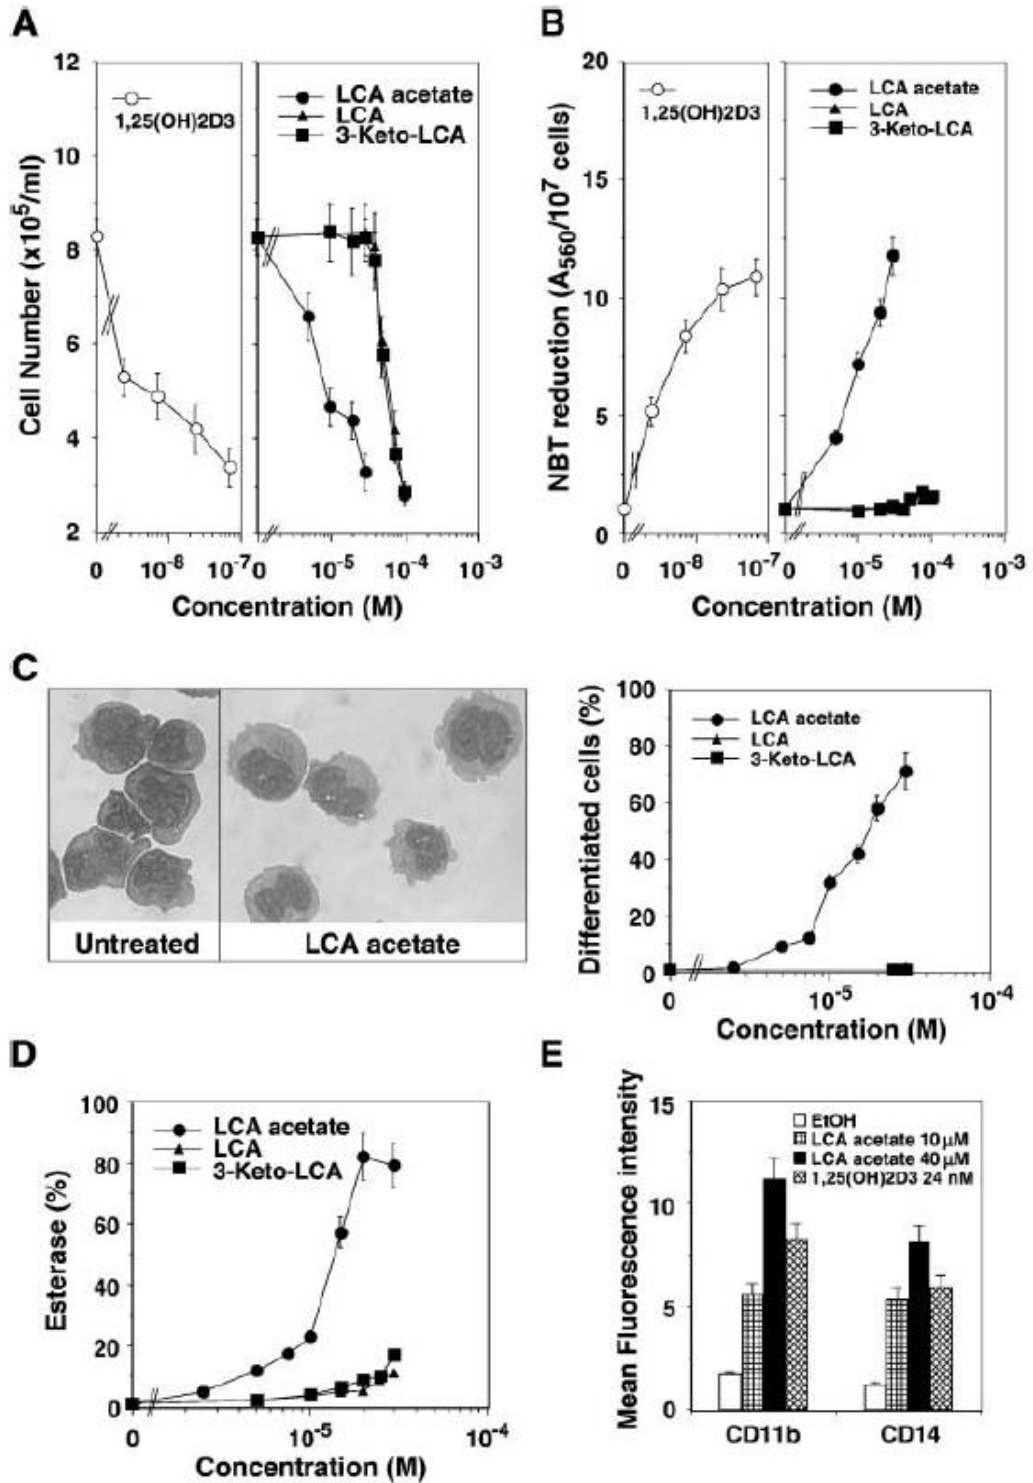 A
12
10
8
6
4
2
Cell Number (x10⁵/ml)
1,25(OH)2D3
LCA acetate
LCA
3-Keto-LCA
0 10⁻⁸ 10⁻⁷ 0 10⁻⁵ 10⁻⁴ 10⁻³
Concentration (M)
B
20
15
10
5
0
NBT reduction (A₅₆₀/10⁷ cells)
1,25(OH)2D3
LCA acetate
LCA
3-Keto-LCA
0 10⁻⁸ 10⁻⁷ 0 10⁻⁵ 10⁻⁴ 10⁻³
Concentration (M)
C
Untreated LCA acetate
100
80
60
40
20
0
Differentiated cells (%)
LCA acetate
LCA
3-Keto-LCA
0 10⁻⁵ 10⁻⁴
Concentration (M)
D
100
80
60
40
20
0
Esterase (%)
LCA acetate
LCA
3-Keto-LCA
0 10⁻⁵ 10⁻⁴
Concentration (M)
E
15
10
5
0
Mean Fluorescence intensity
EtOH
LCA acetate 10 μM
LCA acetate 40 μM
1,25(OH)2D3 24 nM
CD11b CD14